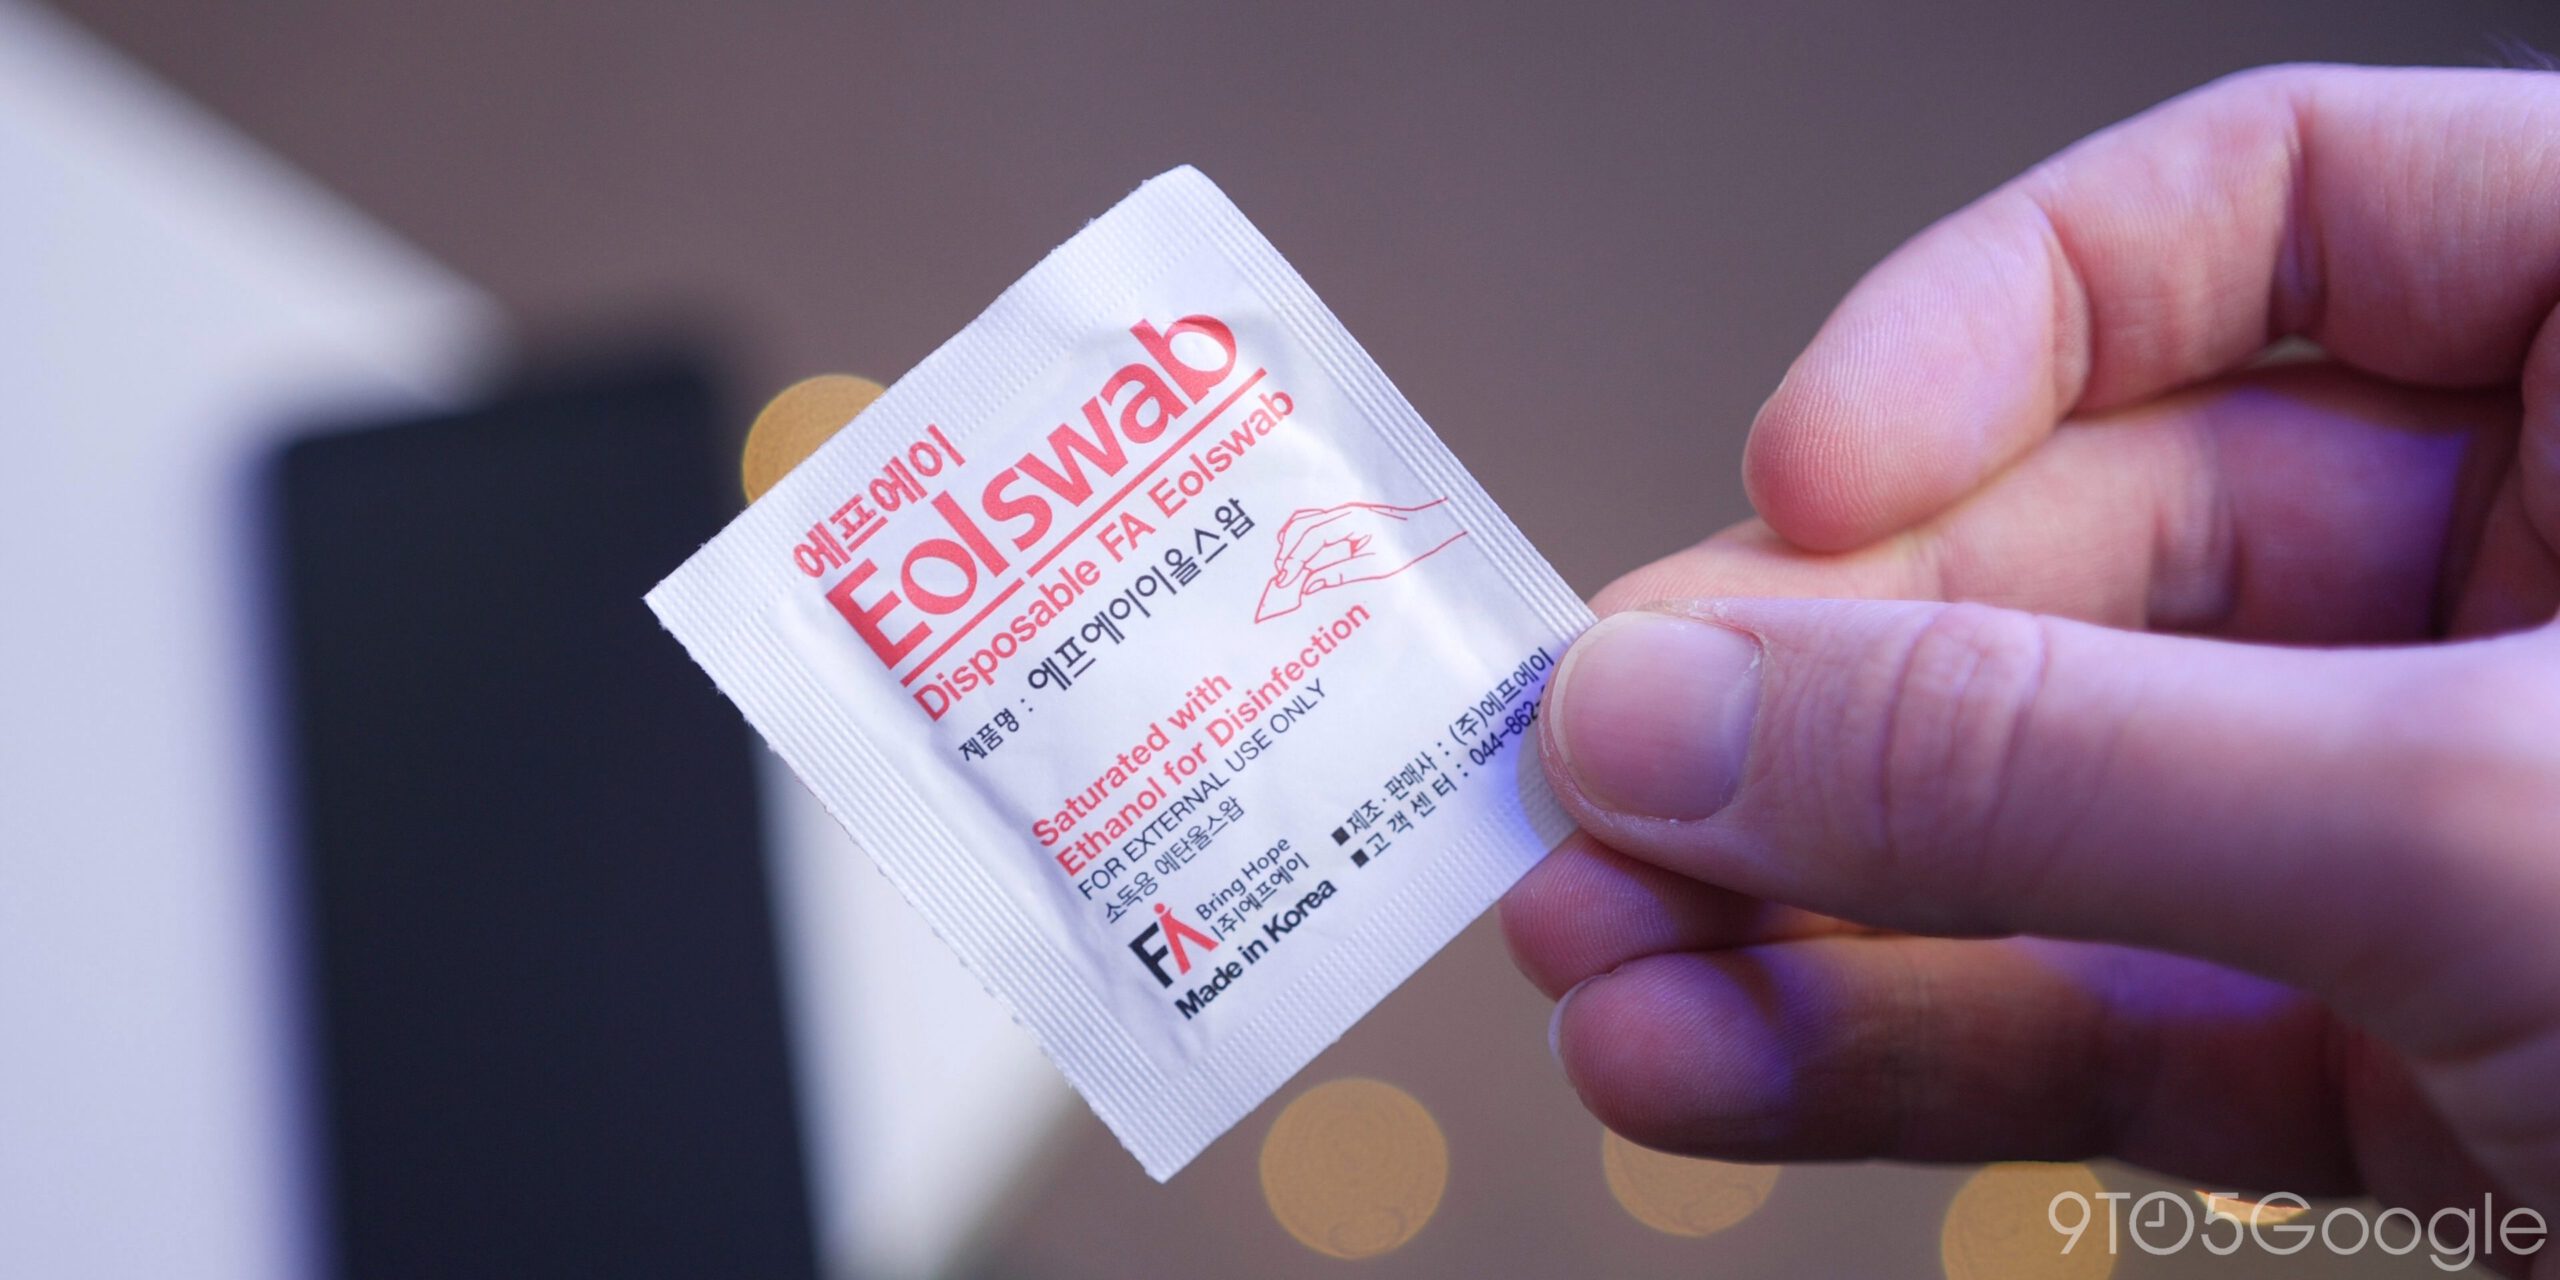 에프에이
Eolswab
Disposable FA Eolswab
제품명 : 에프에이이올스왑
Saturated with
Ethanol for Disinfection
FOR EXTERNAL USE ONLY
소독용 에탄올스왑
FA Bring Hope
(주)에프에이
Made in Korea
■제조·판매사 : (주)에프에이
■고객센터 : 044-862-
9TO5Google